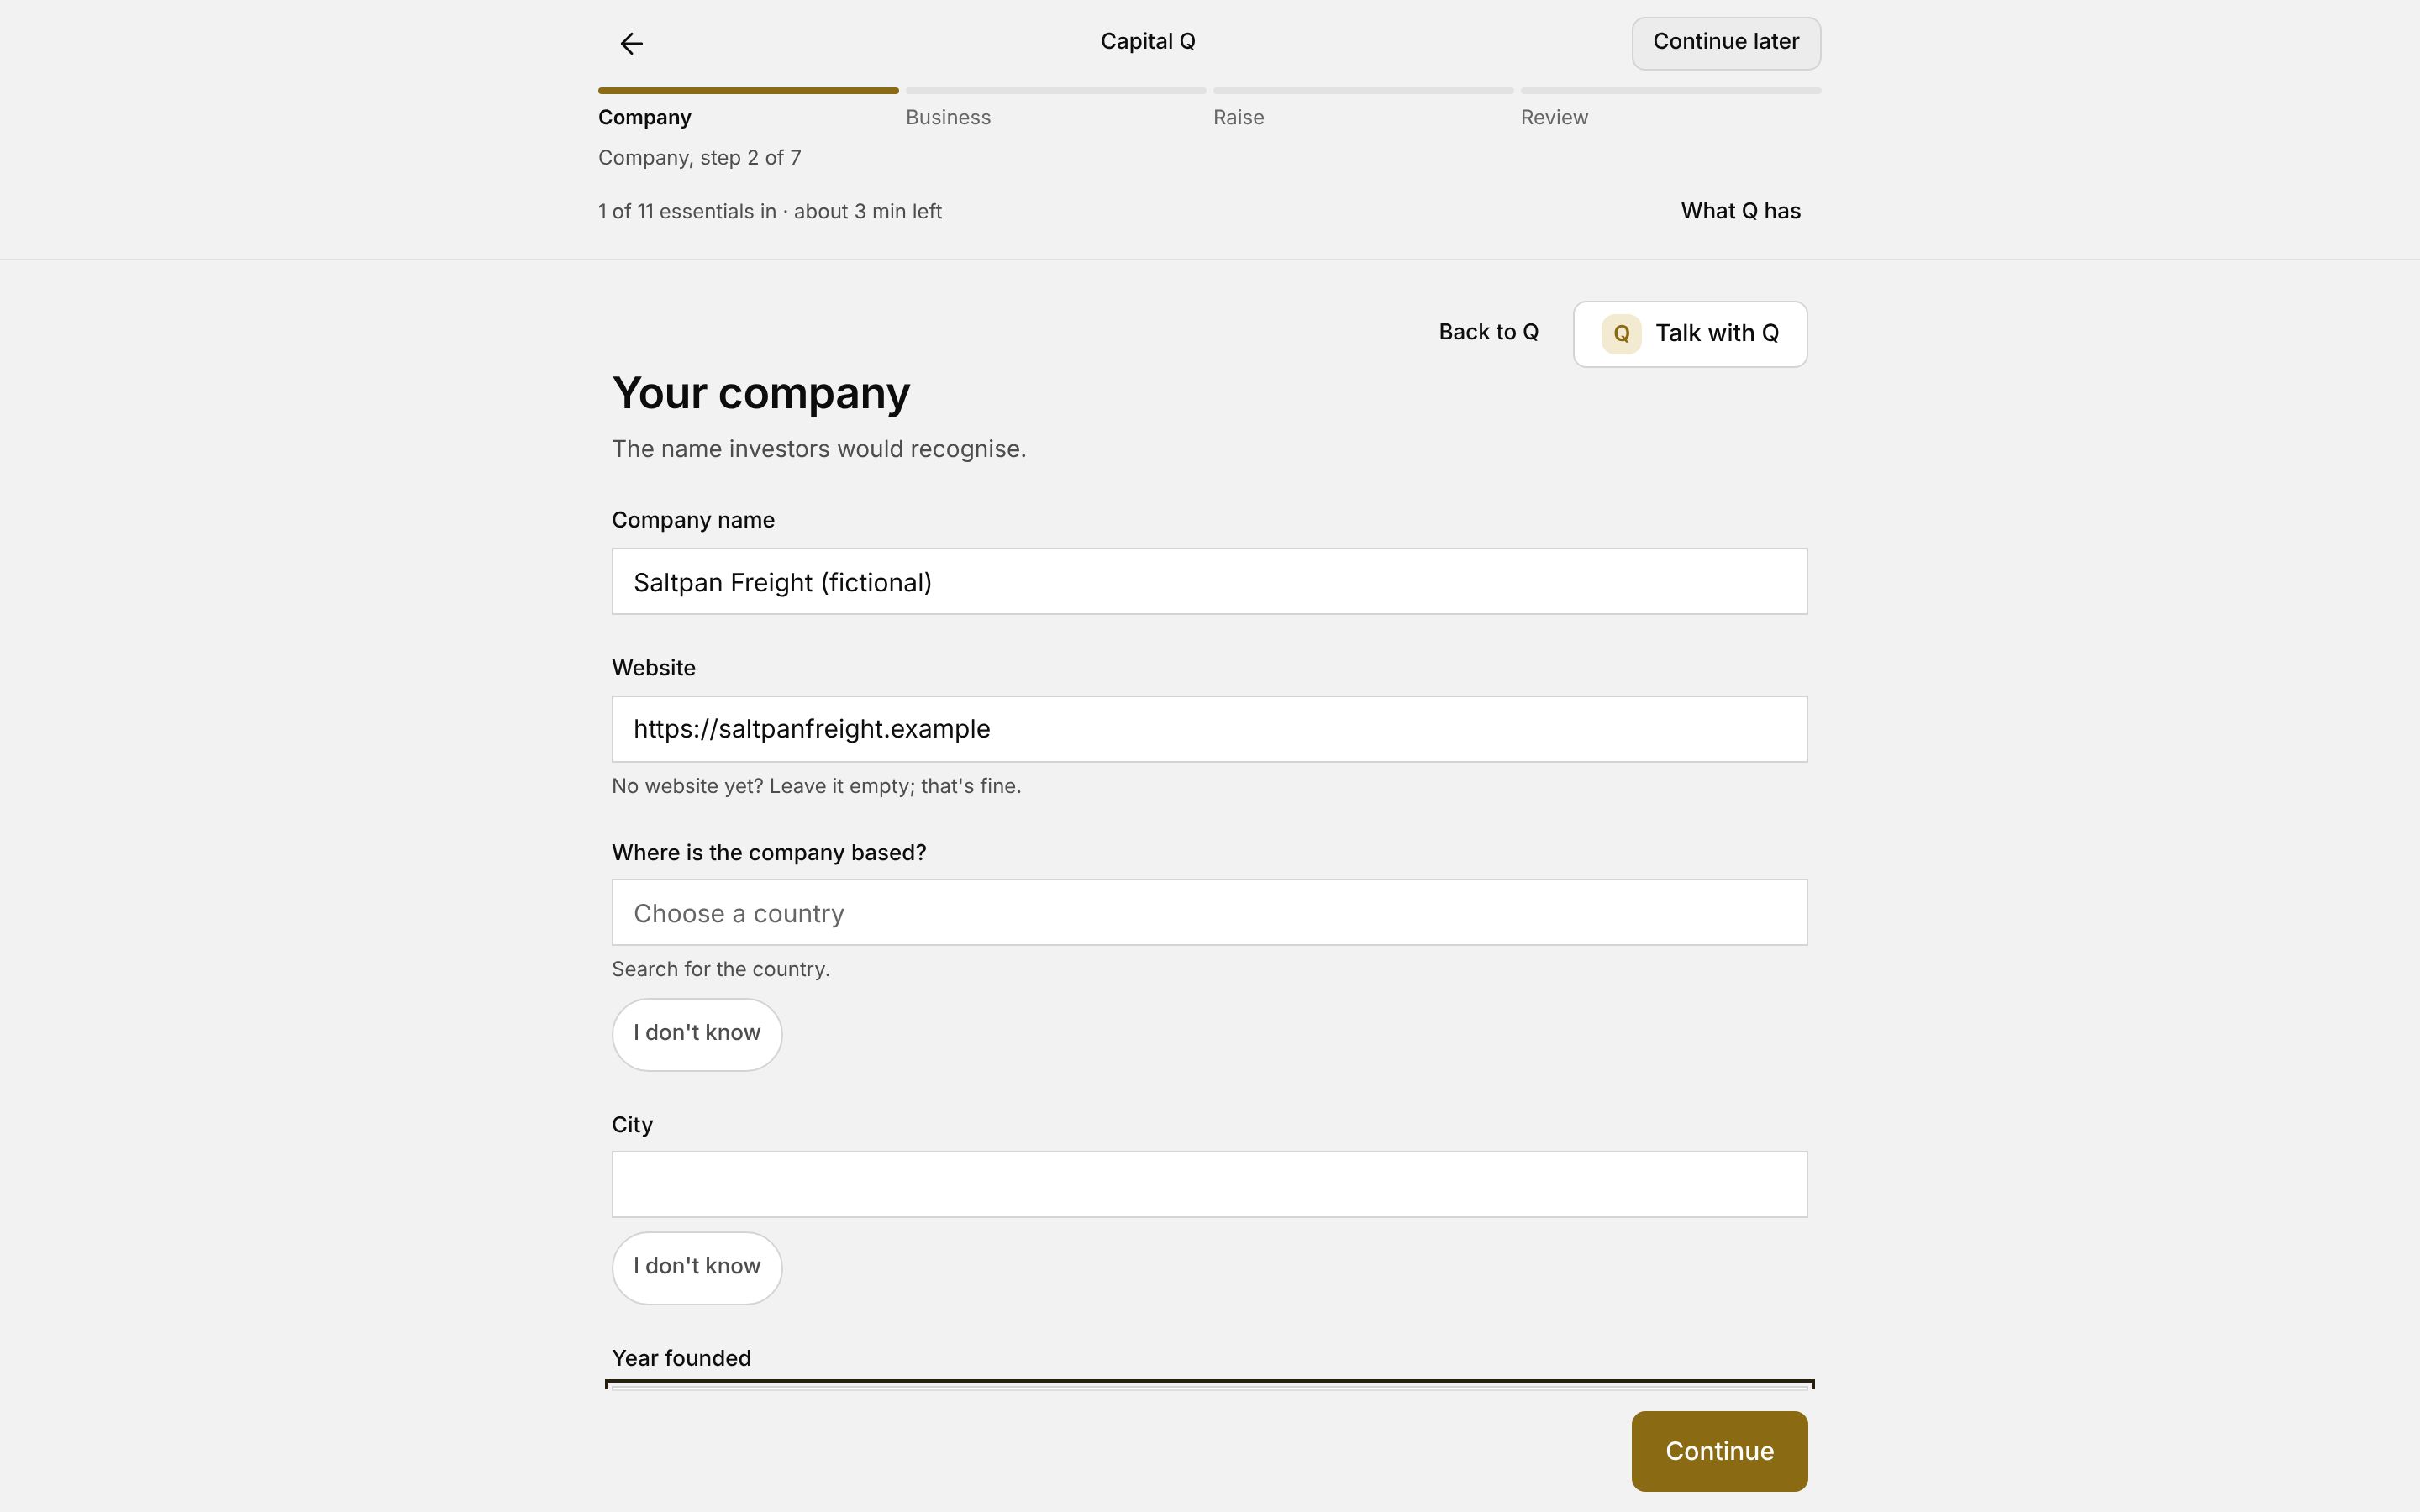 Capital Q
Continue later
Company
Business
Raise
Review
Company, step 2 of 7
1 of 11 essentials in · about 3 min left
What Q has
Back to Q
Q Talk with Q
Your company
The name investors would recognise.
Company name
Saltpan Freight (fictional)
Website
https://saltpanfreight.example
No website yet? Leave it empty; that's fine.
Where is the company based?
Choose a country
Search for the country.
I don't know
City
I don't know
Year founded
Continue